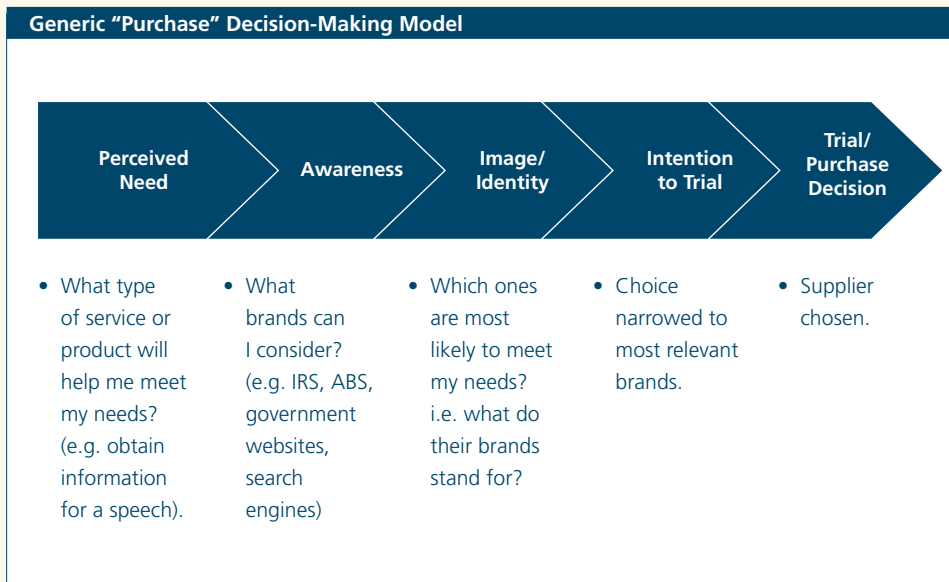 Generic “Purchase” Decision-Making Model
Perceived
Need
Awareness
Image/
Identity
Intention
to Trial
Trial/
Purchase
Decision
• What type
of service or
product will
help me meet
my needs?
(e.g. obtain
information
for a speech).
• What
brands can
I consider?
(e.g. IRS, ABS,
government
websites,
search
engines)
• Which ones
are most
likely to meet
my needs?
i.e. what do
their brands
stand for?
• Choice
narrowed to
most relevant
brands.
• Supplier
chosen.